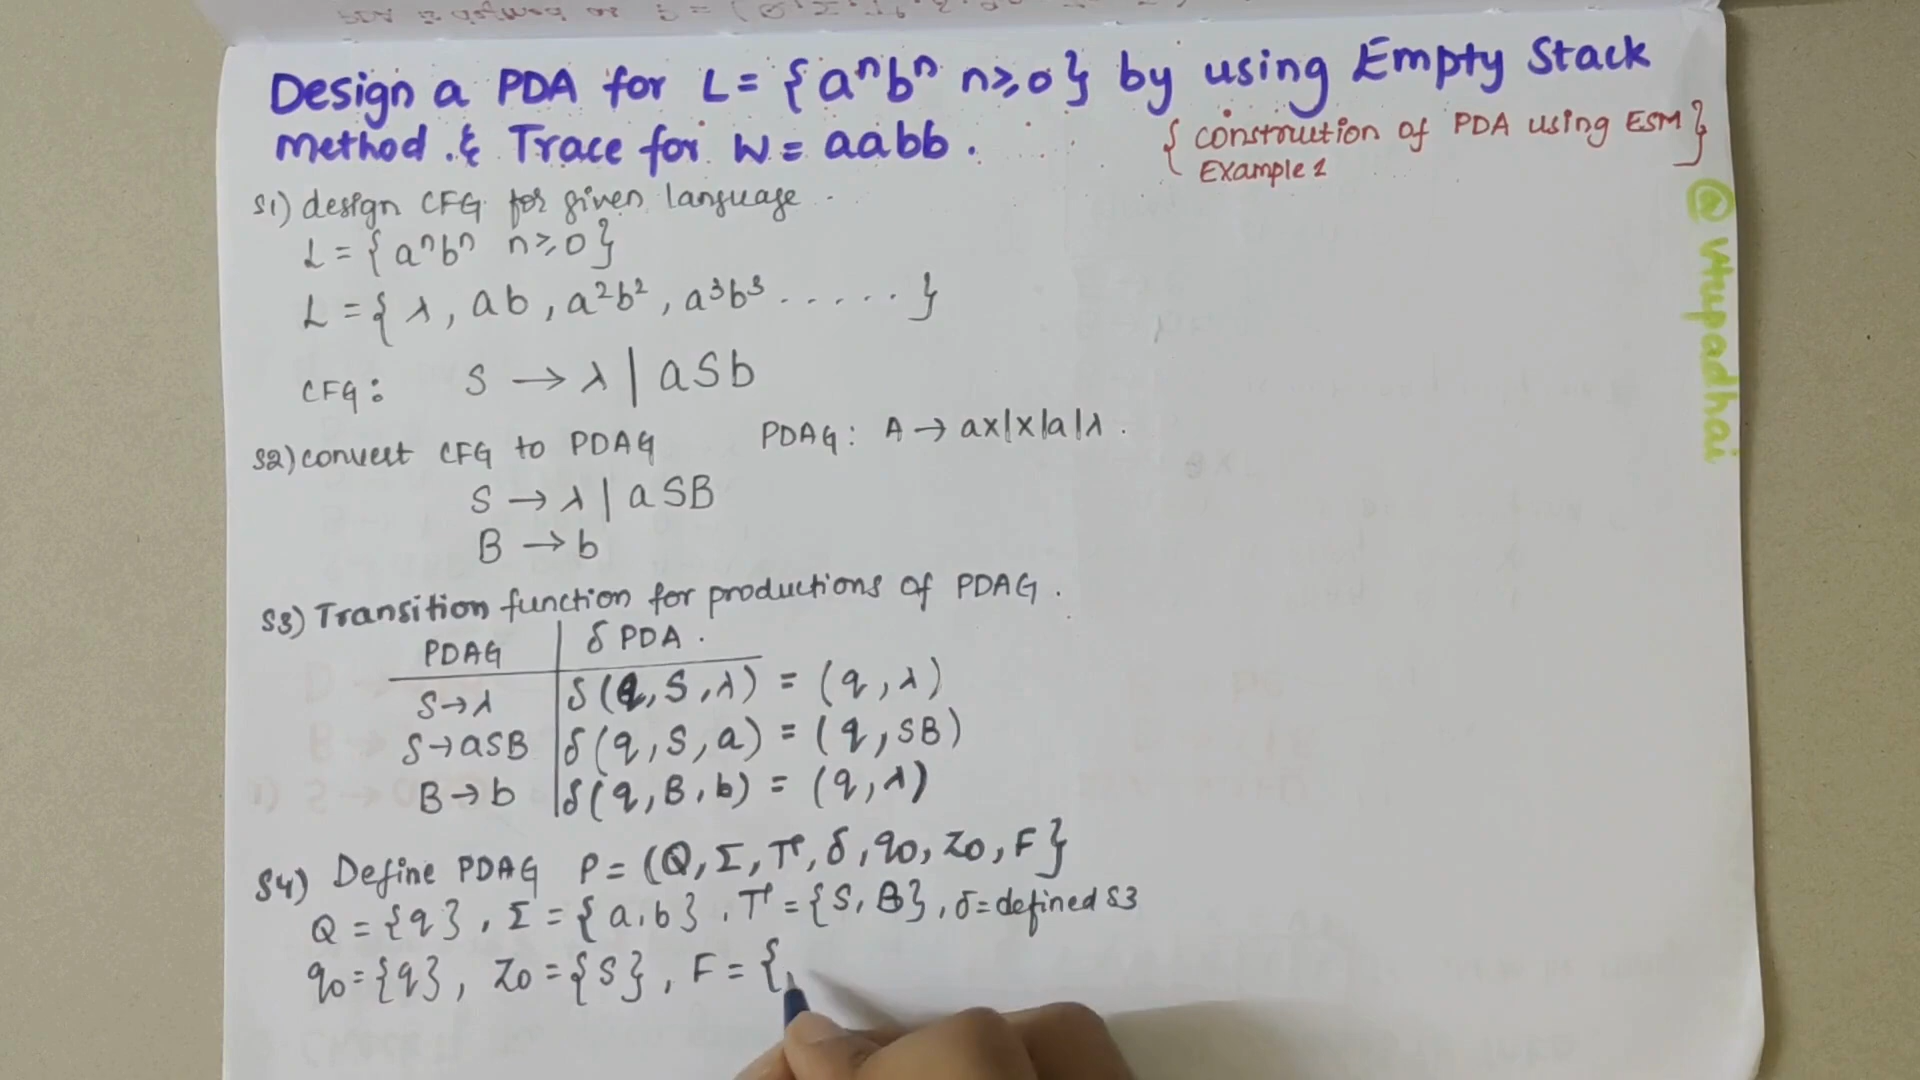 Design a PDA for L = {aⁿbⁿ n≥0} by using Empty Stack
method. & Trace for W = aabb.
{ constrution of PDA using ESM }
Example 1
@Vtupadhai
S1) design CFG for given language
L = {aⁿbⁿ n≥0}
L = {λ, ab, a²b², a³b³ ...... }
CFG: S → λ | aSb
S2) convert CFG to PDAG PDAG: A → ax|x|a|λ.
S → λ | aSB
B → b
S3) Transition function for productions of PDAG.
PDAG | δ PDA.
S→λ | δ(q, S, λ) = (q, λ)
S→aSB | δ(q, S, a) = (q, SB)
B→b | δ(q, B, b) = (q, λ)
S4) Define PDAG P = (Q, Σ, Γ, δ, q0, Z0, F}
Q = {q}, Σ = {a, b}, Γ = {S, B}, δ = defined S3
q0 = {q}, Z0 = {S}, F = {